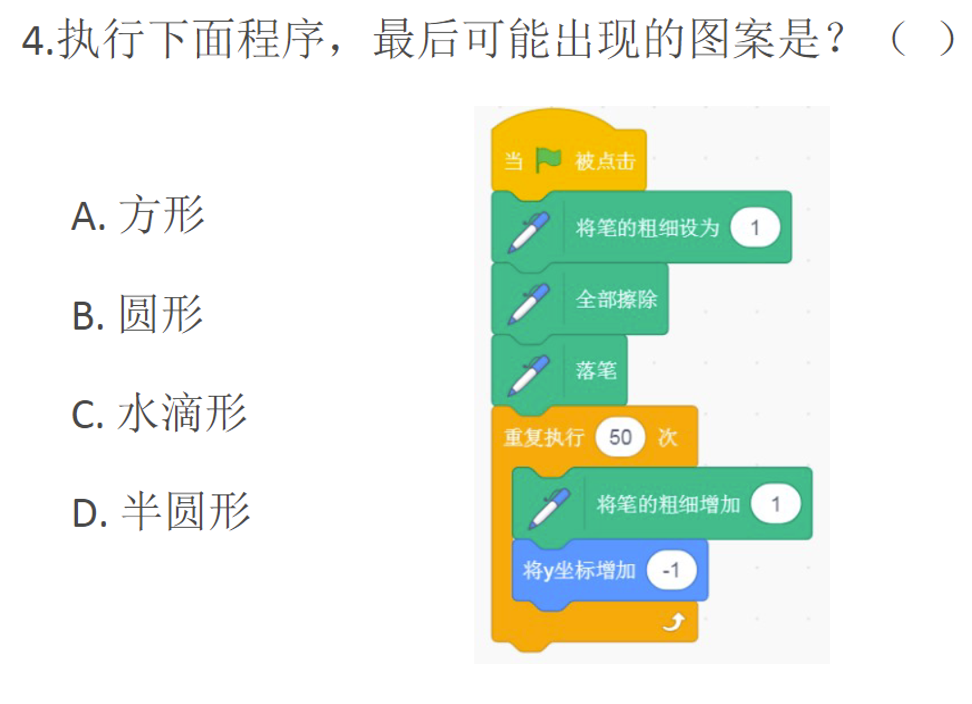 4.执行下面程序，最后可能出现的图案是？（ ）
A. 方形
B. 圆形
C. 水滴形
D. 半圆形
当 被点击
将笔的粗细设为 1
全部擦除
落笔
重复执行 50 次
将笔的粗细增加 1
将y坐标增加 -1